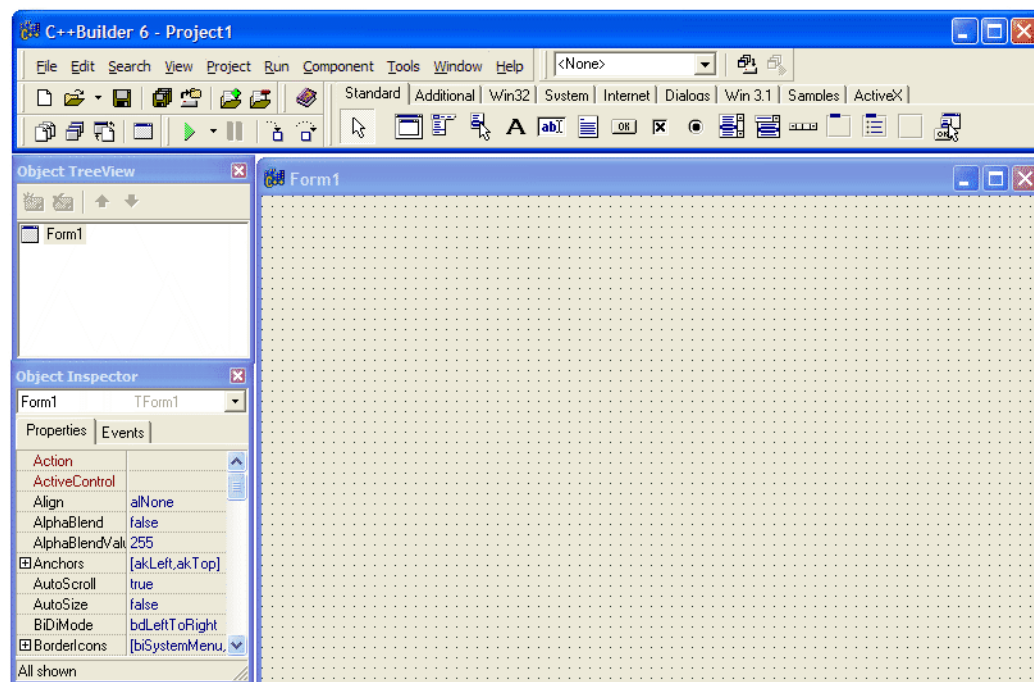 C++Builder 6 - Project1
File Edit Search View Project Run Component Tools Window Help <None>
Standard Additional Win32 System Internet Dialogs Win 3.1 Samples ActiveX
A ab OK X
Object TreeView
Form1
Form1
Object Inspector
Form1 TForm1
Properties Events
Action
ActiveControl
Align alNone
AlphaBlend false
AlphaBlendValu 255
Anchors [akLeft,akTop]
AutoScroll true
AutoSize false
BiDiMode bdLeftToRight
BorderIcons [biSystemMenu,
All shown